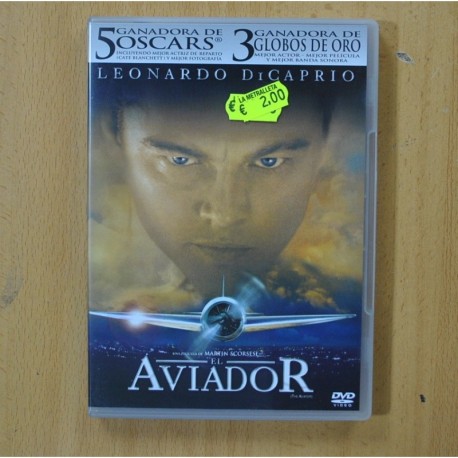 5 GANADORA DE OSCARS®
INCLUYENDO MEJOR ACTRIZ DE REPARTO
(CATE BLANCHETT) Y MEJOR FOTOGRAFÍA
3 GANADORA DE GLOBOS DE ORO
MEJOR ACTOR - MEJOR PELÍCULA
Y MEJOR BANDA SONORA
LEONARDO DICAPRIO
LA METRALLETA
€ 2,00
UNA PELÍCULA DE MARTIN SCORSESE
EL
AVIADOR
(THE AVIATOR)
DVD
VIDEO